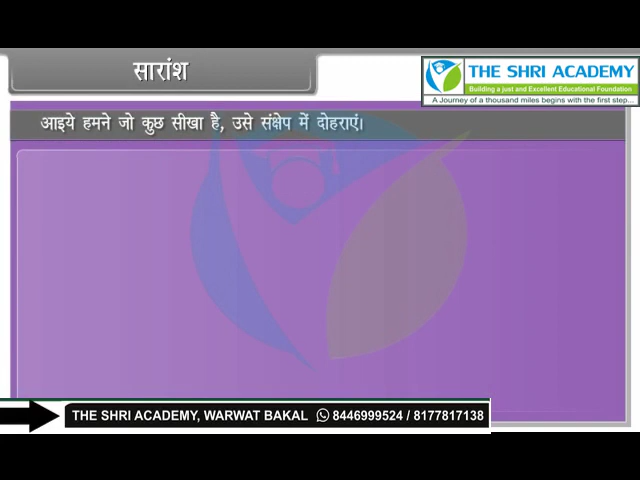 सारांश
THE SHRI ACADEMY
Building a just and Excellent Educational Foundation
A Journey of a thousand miles begins with the first step...
आइये हमने जो कुछ सीखा है, उसे संक्षेप में दोहराएं।
THE SHRI ACADEMY, WARWAT BAKAL 8446999524 / 8177817138